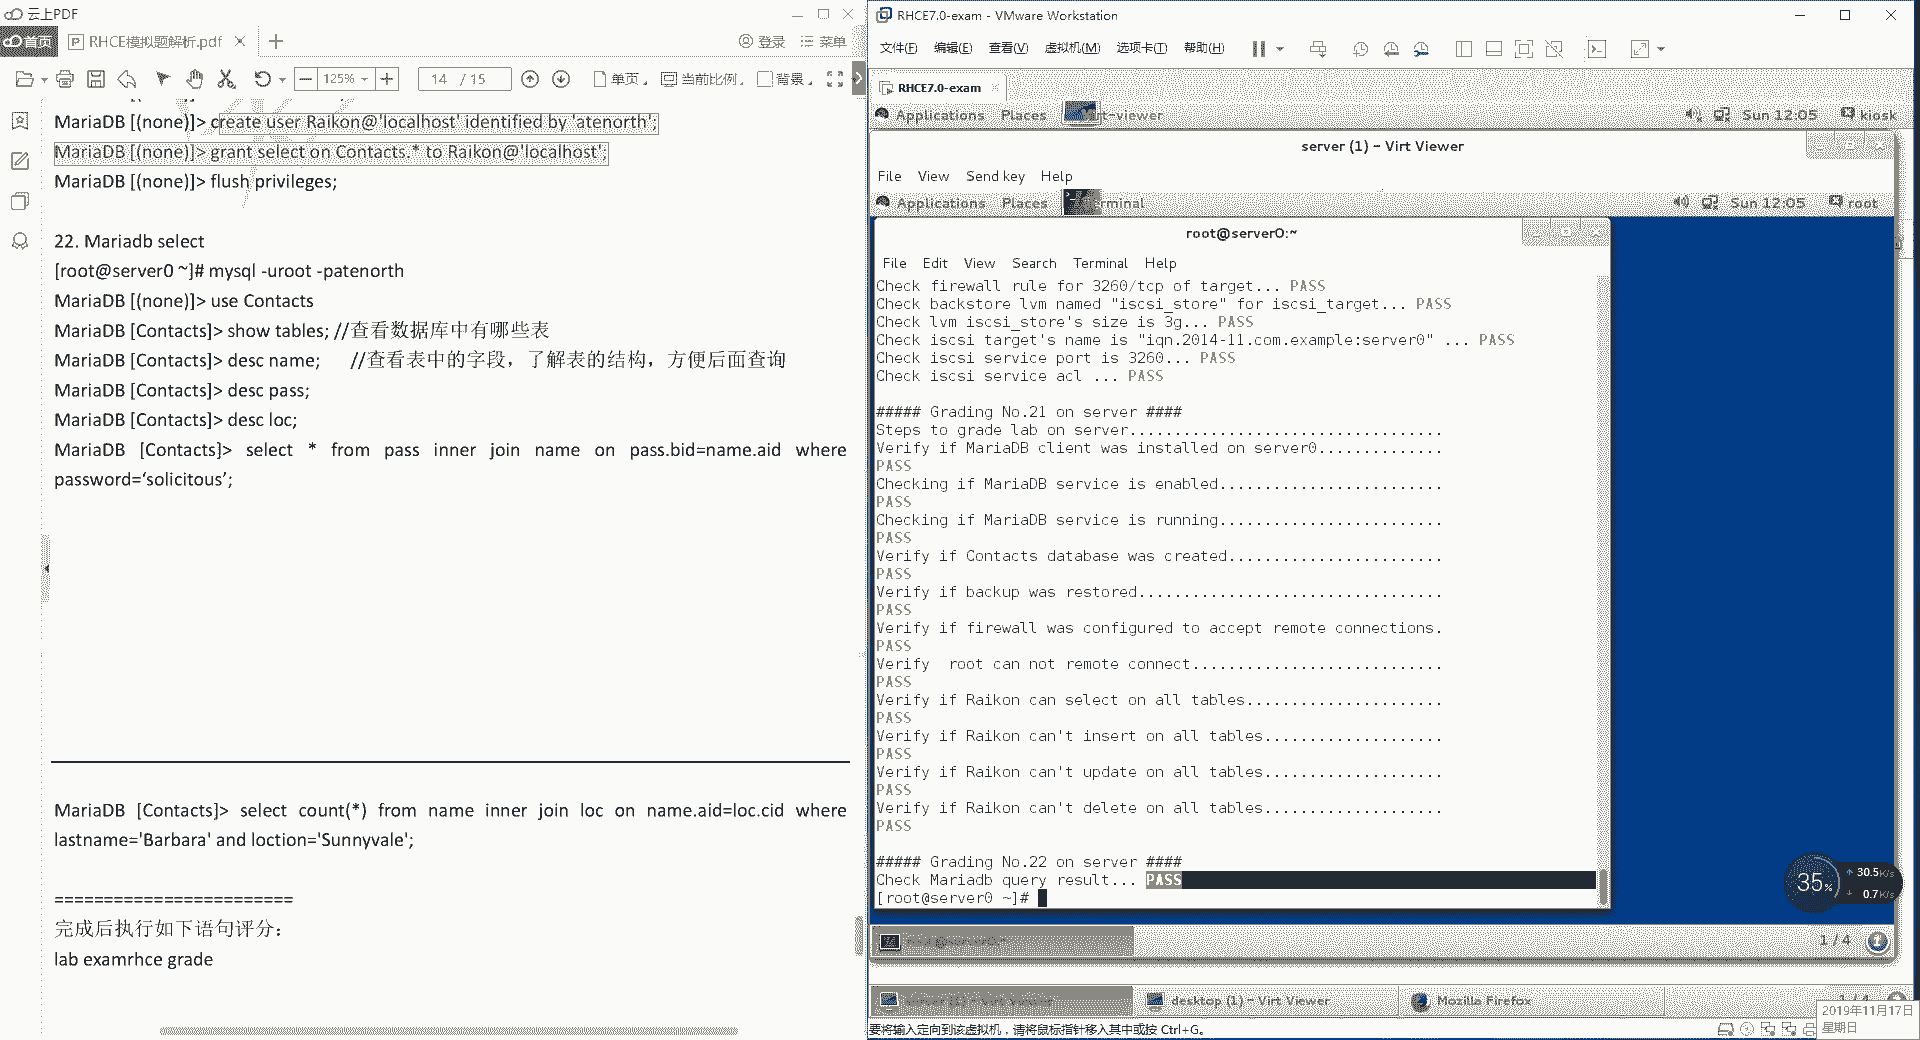 云上PDF
首页
RHCE模拟题解析.pdf
登录
菜单
125%
14 / 15
单页
当前比例
背景
MariaDB [(none)]> create user Raikon@'localhost' identified by 'atenorth';
MariaDB [(none)]> grant select on Contacts.* to Raikon@'localhost';
MariaDB [(none)]> flush privileges;
22. Mariadb select
[root@server0 ~]# mysql -uroot -patenorth
MariaDB [(none)]> use Contacts
MariaDB [Contacts]> show tables; //查看数据库中有哪些表
MariaDB [Contacts]> desc name; //查看表中的字段，了解表的结构，方便后面查询
MariaDB [Contacts]> desc pass;
MariaDB [Contacts]> desc loc;
MariaDB [Contacts]> select * from pass inner join name on pass.bid=name.aid where
password=‘solicitous’;
MariaDB [Contacts]> select count(*) from name inner join loc on name.aid=loc.cid where
lastname='Barbara' and loction='Sunnyvale';
========================
完成后执行如下语句评分：
lab examrhce grade
RHCE7.0-exam - VMware Workstation
文件(F) 编辑(E) 查看(V) 虚拟机(M) 选项卡(T) 帮助(H)
RHCE7.0-exam
Applications Places Sun 12:05 kiosk
server (1) – Virt Viewer
File View Send key Help
Applications Places Sun 12:05 root
root@server0:~
File Edit View Search Terminal Help
Check firewall rule for 3260/tcp of target... PASS
Check backstore lvm named "iscsi_store" for iscsi_target... PASS
Check lvm iscsi_store's size is 3g... PASS
Check iscsi target's name is "iqn.2014-11.com.example:server0" ... PASS
Check iscsi service port is 3260... PASS
Check iscsi service acl ... PASS
##### Grading No.21 on server ####
Steps to grade lab on server...................................
Verify if MariaDB client was installed on server0..............
PASS
Checking if MariaDB service is enabled.........................
PASS
Checking if MariaDB service is running.........................
PASS
Verify if Contacts database was created........................
PASS
Verify if backup was restored..................................
PASS
Verify if firewall was configured to accept remote connections.
PASS
Verify  root can not remote connect............................
PASS
Verify if Raikon can select on all tables......................
PASS
Verify if Raikon can't insert on all tables....................
PASS
Verify if Raikon can't update on all tables....................
PASS
Verify if Raikon can't delete on all tables....................
PASS
##### Grading No.22 on server ####
Check Mariadb query result... PASS
[root@server0 ~]#
35%
30.5K/s
0.7K/s
1 / 4
desktop (1) – Virt Viewer
Mozilla Firefox
要将输入定向到该虚拟机，请将鼠标指针移入其中或按 Ctrl+G。
2019年11月17日
星期日